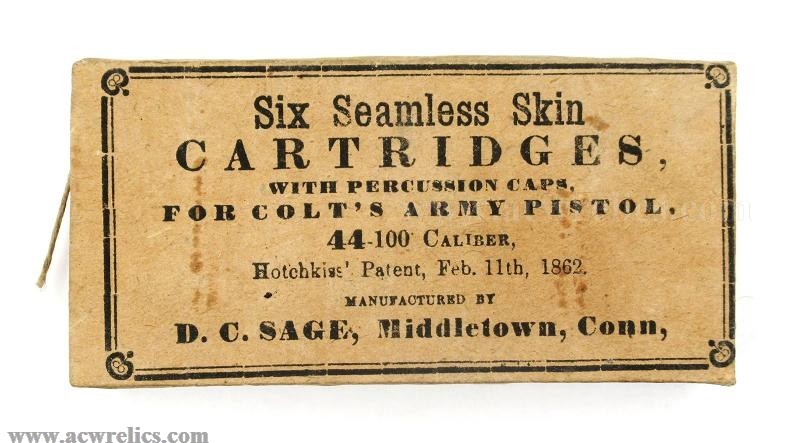 Six Seamless Skin
CARTRIDGES,
WITH PERCUSSION CAPS,
FOR COLT'S ARMY PISTOL,
44-100 CALIBER,
Hotchkiss' Patent, Feb. 11th, 1862.
MANUFACTURED BY
D. C. SAGE, Middletown, Conn,
www.acwrelics.com